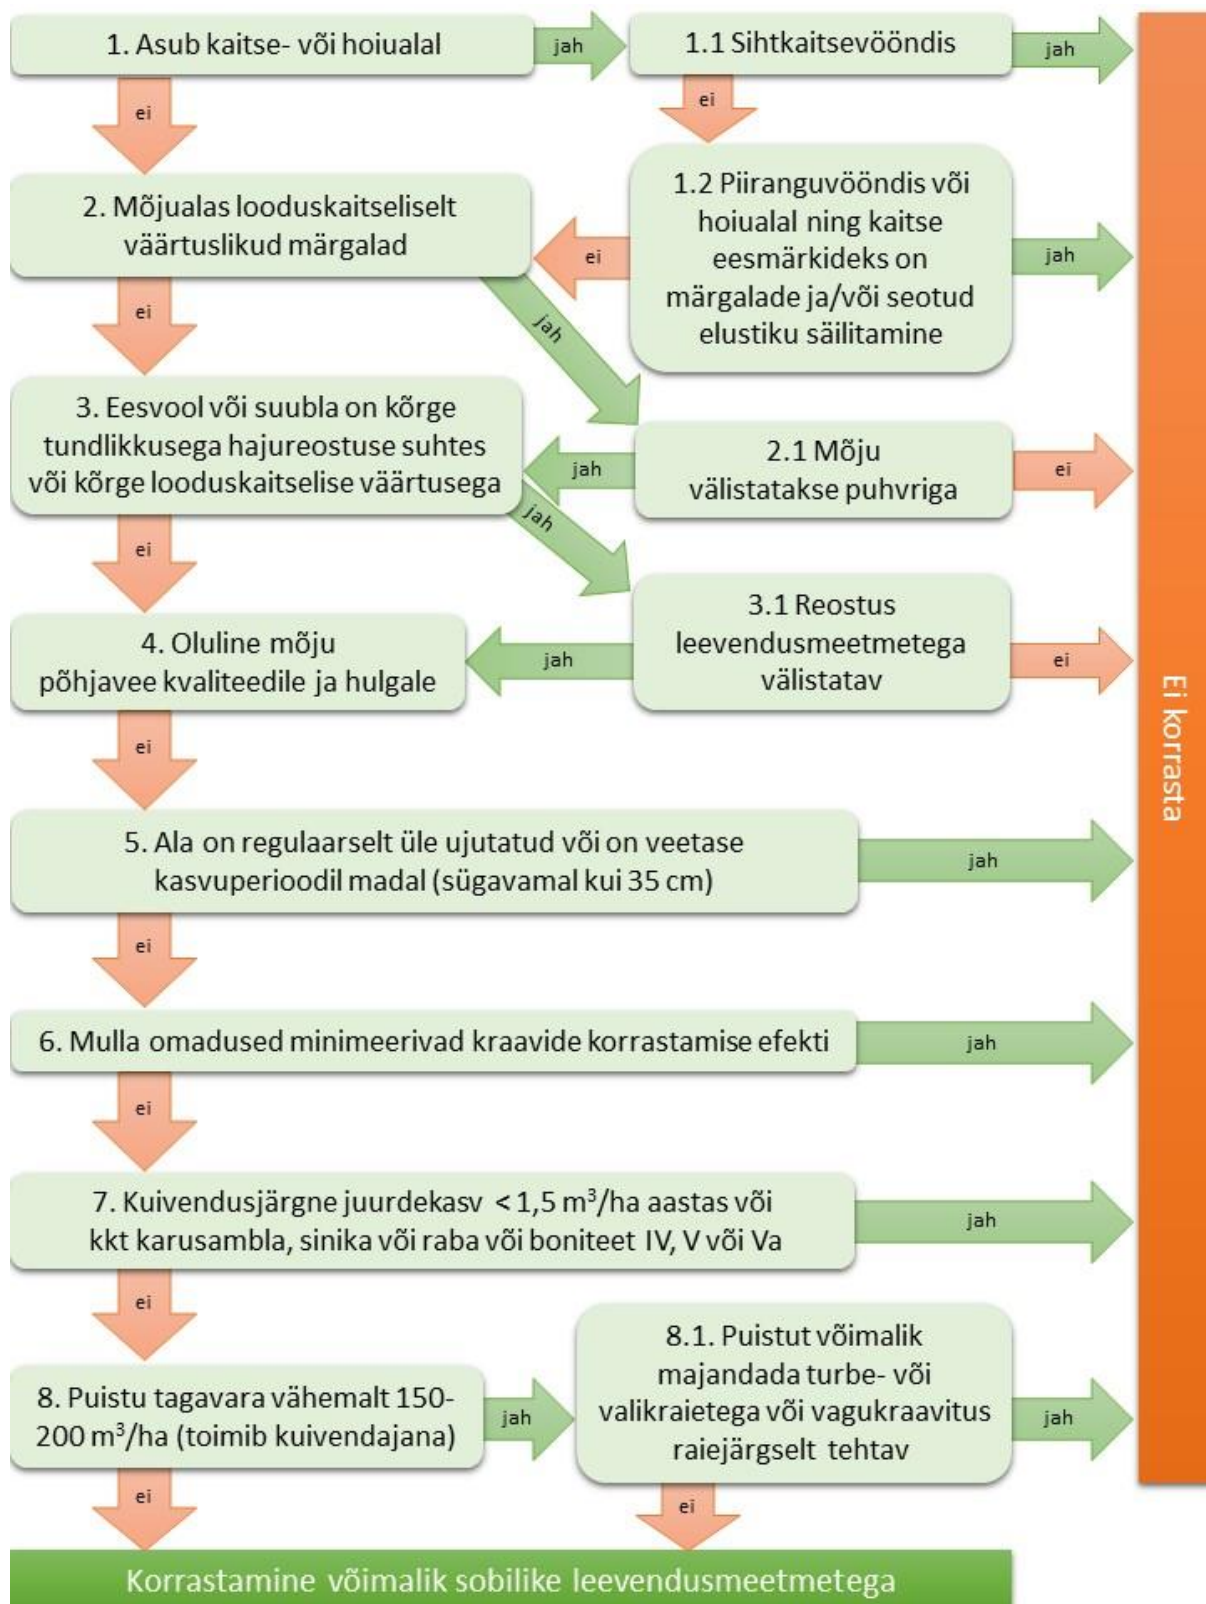 1. Asub kaitse- või hoiualal
jah
1.1 Sihtkaitsevööndis
jah
ei
ei
2. Mõjualas looduskaitseliselt
väärtuslikud märgalad
1.2 Piiranguvööndis või
hoiualal ning kaitse
eesmärkideks on
märgalade ja/või seotud
elustiku säilitamine
ei
jah
ei
jah
3. Eesvool või suubla on kõrge
tundlikkusega hajureostuse suhtes
või kõrge looduskaitselise väärtusega
jah
2.1 Mõju
välistatakse puhvriga
ei
jah
ei
4. Oluline mõju
põhjavee kvaliteedile ja hulgale
jah
3.1 Reostus
leevendusmeetmetega
välistatav
ei
ei
5. Ala on regulaarselt üle ujutatud või on veetase
kasvuperioodil madal (sügavamal kui 35 cm)
jah
ei
6. Mulla omadused minimeerivad kraavide korrastamise efekti
jah
ei
7. Kuivendusjärgne juurdekasv < 1,5 m³/ha aastas või
kkt karusambla, sinika või raba või boniteet IV, V või Va
jah
ei
8. Puistu tagavara vähemalt 150-
200 m³/ha (toimib kuivendajana)
jah
8.1. Puistut võimalik
majandada turbe- või
valikraietega või vagukraavitus
raiejärgselt tehtav
jah
ei
ei
Ei korrasta
Korrastamine võimalik sobilike leevendusmeetmetega